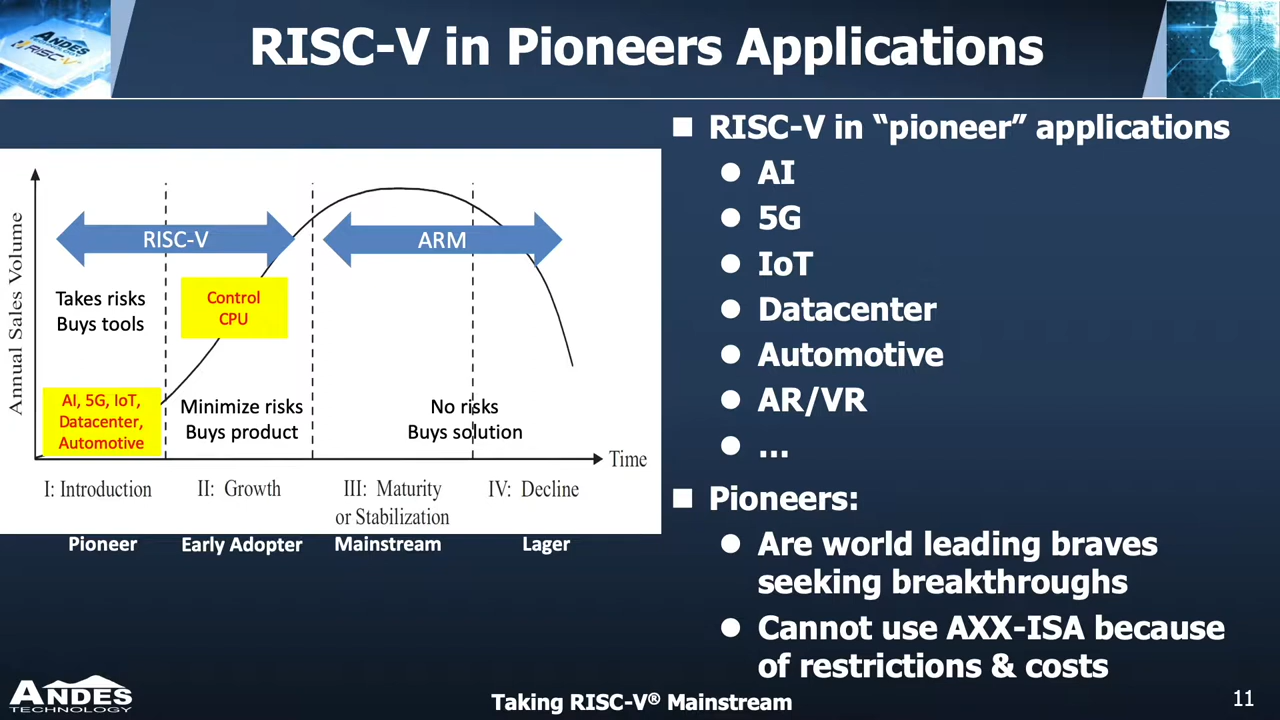 ANDES
RISC-V
RISC-V in Pioneers Applications
Annual Sales Volume
RISC-V
ARM
Takes risks
Buys tools
Control
CPU
AI, 5G, IoT,
Datacenter,
Automotive
Minimize risks
Buys product
No risks
Buys solution
Time
I: Introduction
II: Growth
III: Maturity
or Stabilization
IV: Decline
Pioneer
Early Adopter
Mainstream
Lager
RISC-V in “pioneer” applications
AI
5G
IoT
Datacenter
Automotive
AR/VR
...
Pioneers:
Are world leading braves
seeking breakthroughs
Cannot use AXX-ISA because
of restrictions & costs
ANDES
TECHNOLOGY
Taking RISC-V® Mainstream
11